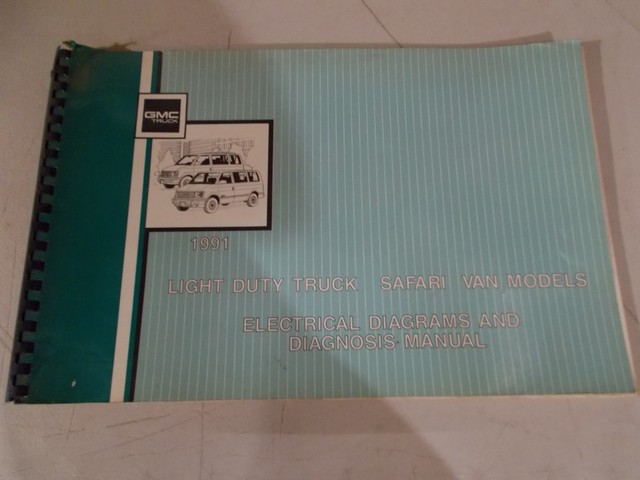 GMC
TRUCK
1991
LIGHT DUTY TRUCK SAFARI VAN MODELS
ELECTRICAL DIAGRAMS AND
DIAGNOSIS MANUAL